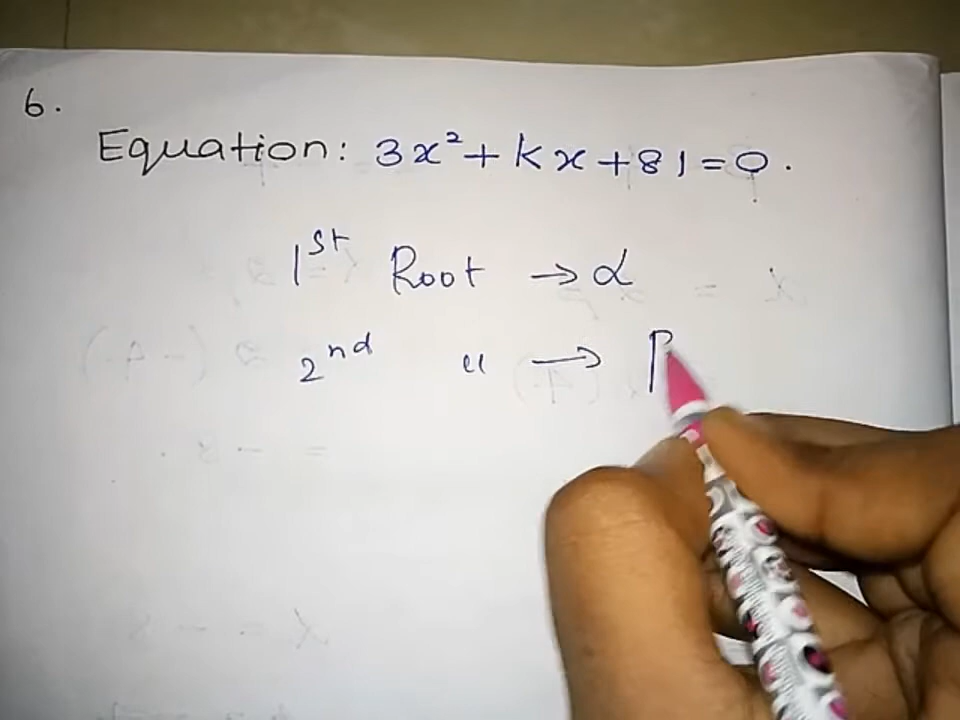 6.
Equation: 3x²+kx+81=0.
1st Root → α
2nd " → β